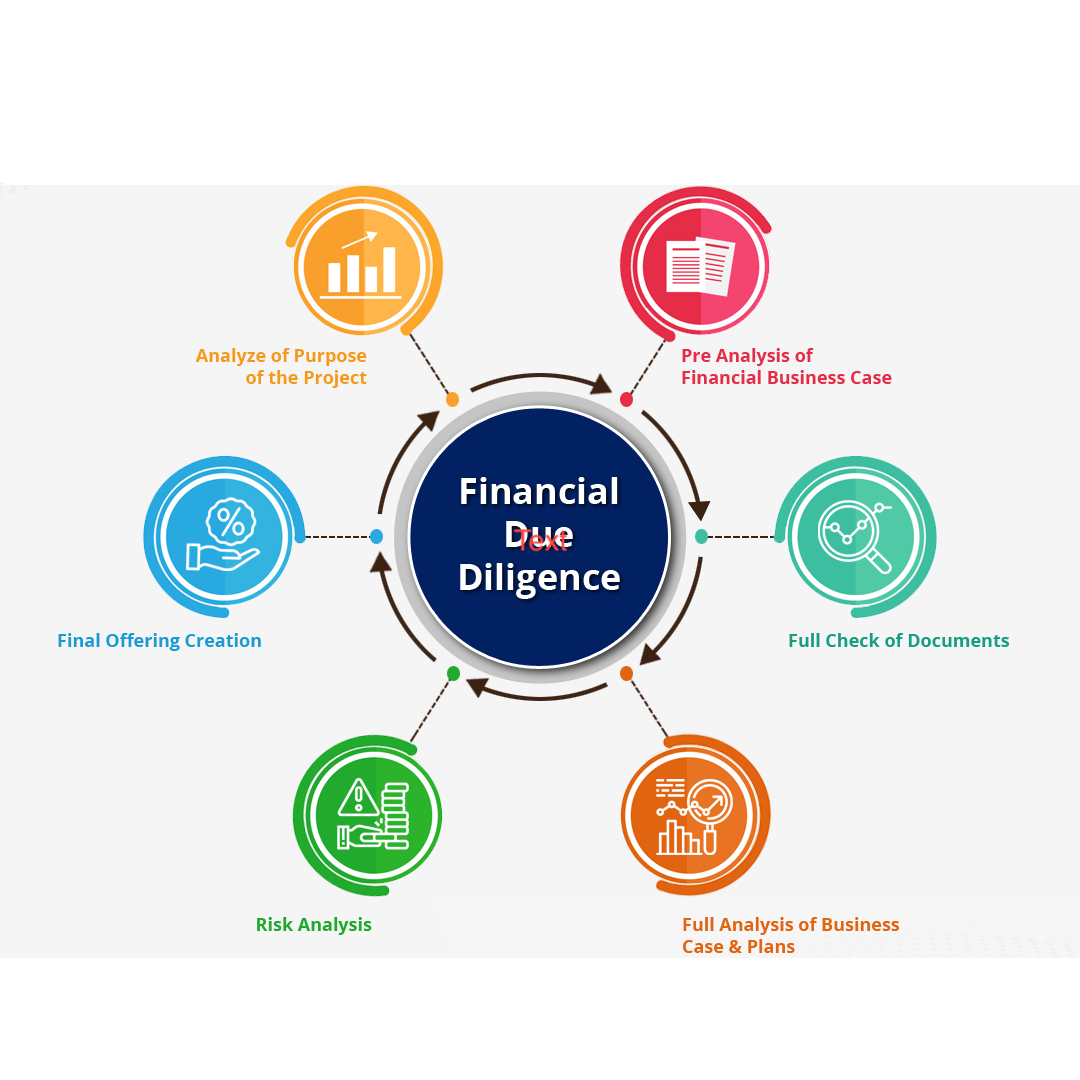 Analyze of Purpose
of the Project
Pre Analysis of
Financial Business Case
Financial
Due
Text
Diligence
Final Offering Creation
Full Check of Documents
Risk Analysis
Full Analysis of Business
Case & Plans